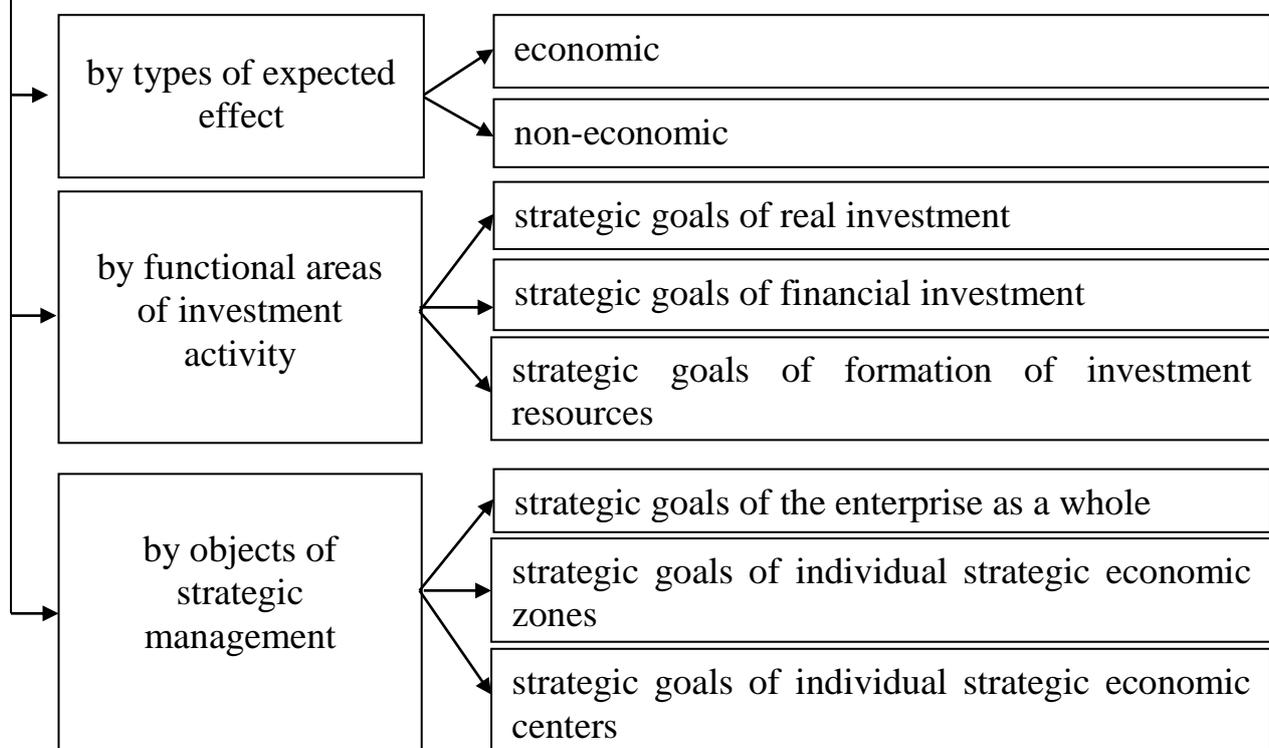 by types of expected
effect
economic
non-economic
by functional areas
of investment
activity
strategic goals of real investment
strategic goals of financial investment
strategic goals of formation of investment
resources
by objects of
strategic
management
strategic goals of the enterprise as a whole
strategic goals of individual strategic economic
zones
strategic goals of individual strategic economic
centers